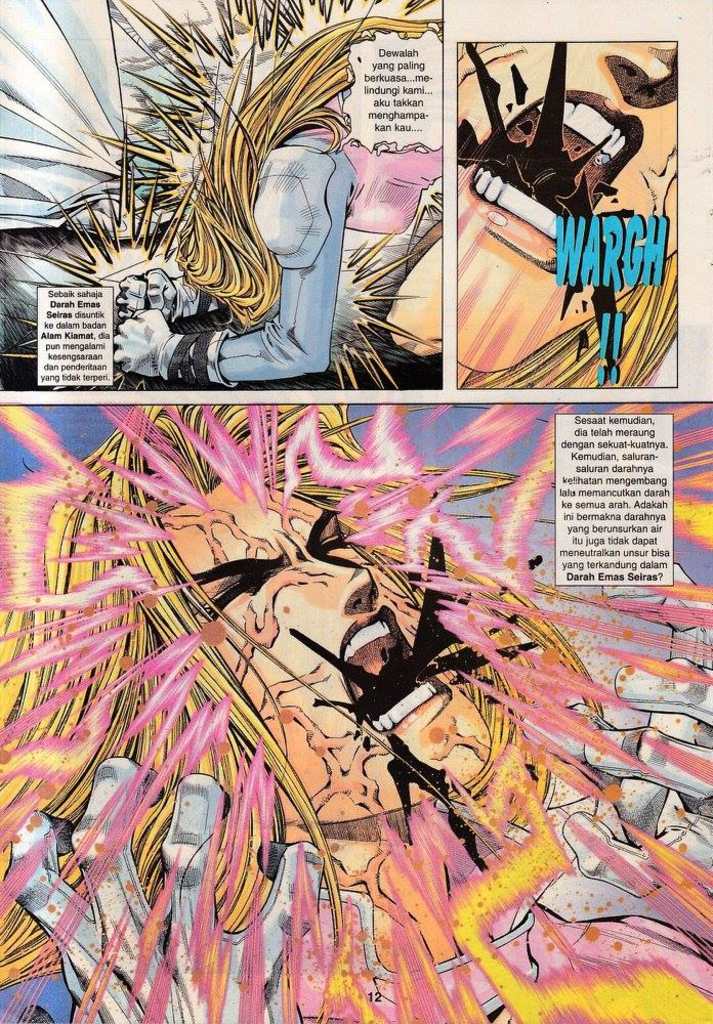 Dewalah
yang paling
berkuasa...me-
lindungi kami...
aku takkan
menghampa-
kan kau....
Sebaik sahaja
Darah Emas
Seiras disuntik
ke dalam badan
Alam Kiamat, dia
pun mengalami
kesengsaraan
dan penderitaan
yang tidak terperi.
WARGH
!!
Sesaat kemudian,
dia telah meraung
dengan sekuat-kuatnya.
Kemudian, saluran-
saluran darahnya
kelihatan mengembang
lalu memancutkan darah
ke semua arah. Adakah
ini bermakna darahnya
yang berunsurkan air
itu juga tidak dapat
meneutralkan unsur bisa
yang terkandung dalam
Darah Emas Seiras?
12